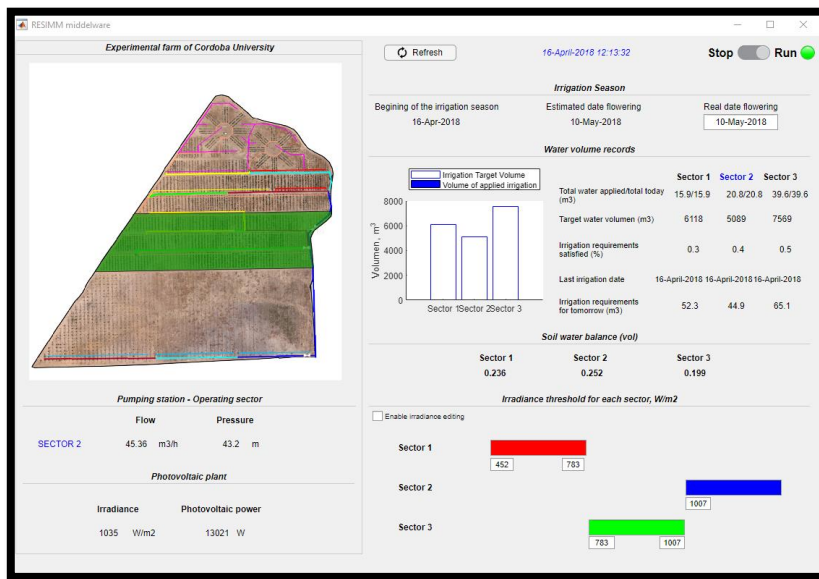 RESIMM middelware
Experimental farm of Cordoba University
Refresh
16-April-2018 12:13:32
Stop Run
Irrigation Season
Begining of the irrigation season Estimated date flowering Real date flowering
16-Apr-2018 10-May-2018 10-May-2018
Water volume records
Irrigation Target Volume
Volume of applied irrigation
8000
6000
4000
2000
0
Volumen, m³
Sector 1 Sector 2 Sector 3
Sector 1 Sector 2 Sector 3
Total water applied/total today (m3) 15.9/15.9 20.8/20.8 39.6/39.6
Target water volumen (m3) 6118 5089 7569
Irrigation requirements satisfied (%) 0.3 0.4 0.5
Last irrigation date 16-April-2018 16-April-2018 16-April-2018
Irrigation requirements for tomorrow (m3) 52.3 44.9 65.1
Soil water balance (vol)
Sector 1 Sector 2 Sector 3
0.236 0.252 0.199
Pumping station - Operating sector
Flow Pressure
SECTOR 2 45.36 m3/h 43.2 m
Photovoltaic plant
Irradiance Photovoltaic power
1035 W/m2 13021 W
Irradiance threshold for each sector, W/m2
Enable irradiance editing
Sector 1
452 783
Sector 2
1007
Sector 3
783 1007